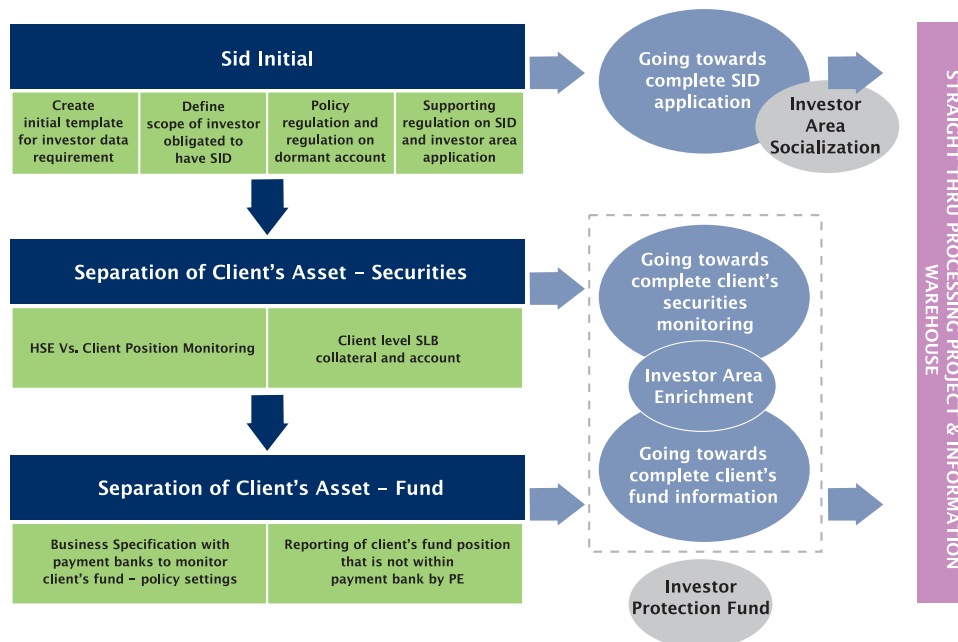 Sid Initial
Create
initial template
for investor data
requirement
Define
scope of investor
obligated to
have SID
Policy
regulation and
regulation on
dormant account
Supporting
regulation on SID
and investor area
application
Going towards
complete SID
application
Investor
Area
Socialization
Separation of Client's Asset – Securities
HSE Vs. Client Position Monitoring
Client level SLB
collateral and account
Going towards
complete client's
securities
monitoring
Investor Area
Enrichment
Separation of Client's Asset – Fund
Business Specification with
payment banks to monitor
client's fund – policy settings
Reporting of client's fund position
that is not within
payment bank by PE
Going towards
complete client's
fund information
Investor
Protection Fund
STRAIGHT THRU PROCESSING PROJECT & INFORMATION
WAREHOUSE